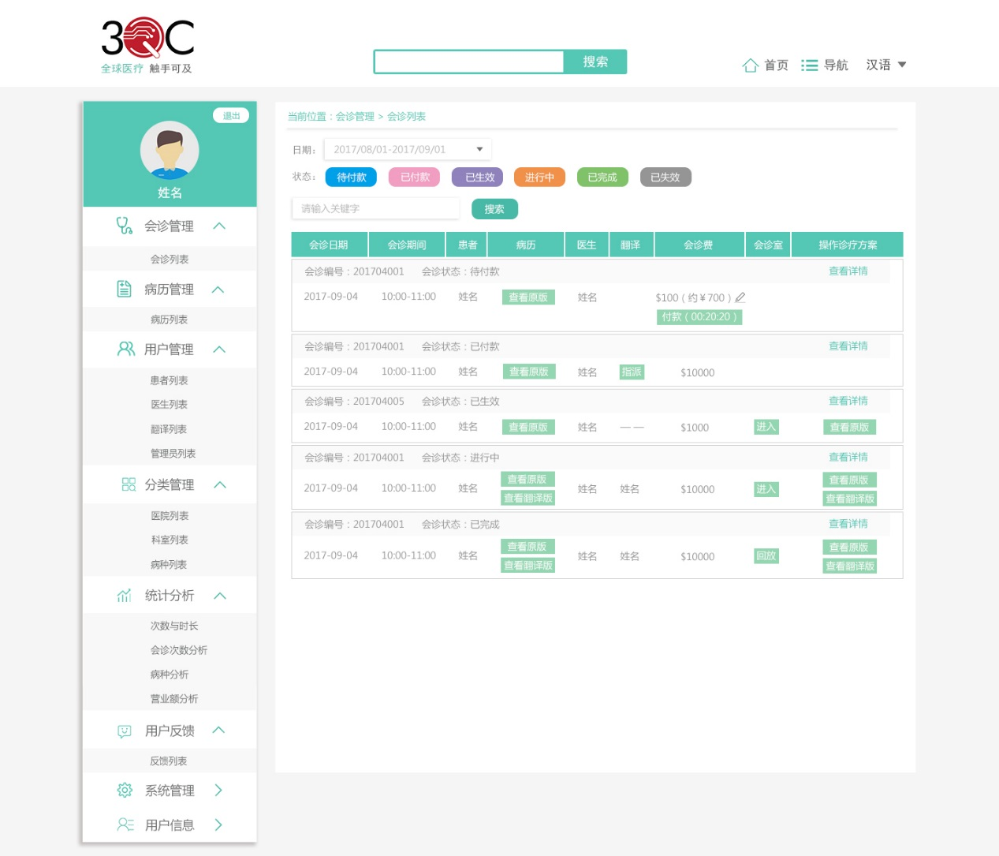 3QC
全球医疗 触手可及
搜索
首页 导航 汉语
退出
姓名
会诊管理
会诊列表
病历管理
病历列表
用户管理
患者列表
医生列表
翻译列表
管理员列表
分类管理
医院列表
科室列表
病种列表
统计分析
次数与时长
会诊次数分析
病种分析
营业额分析
用户反馈
反馈列表
系统管理
用户信息
当前位置：会诊管理 > 会诊列表
日期： 2017/08/01-2017/09/01
状态： 待付款 已付款 已生效 进行中 已完成 已失效
请输入关键字 搜索
会诊日期 会诊期间 患者 病历 医生 翻译 会诊费 会诊室 操作诊疗方案
会诊编号：201704001 会诊状态：待付款 查看详情
2017-09-04 10:00-11:00 姓名 查看原版 姓名 $100（约￥700）
付款（00:20:20）
会诊编号：201704001 会诊状态：已付款 查看详情
2017-09-04 10:00-11:00 姓名 查看原版 姓名 指派 $10000
会诊编号：201704005 会诊状态：已生效 查看详情
2017-09-04 10:00-11:00 姓名 查看原版 姓名 — — $1000 进入 查看原版
会诊编号：201704001 会诊状态：进行中 查看详情
查看原版 查看原版
2017-09-04 10:00-11:00 姓名 姓名 姓名 $10000 进入
查看翻译版 查看翻译版
会诊编号：201704001 会诊状态：已完成 查看详情
查看原版 查看原版
2017-09-04 10:00-11:00 姓名 姓名 姓名 $10000 回放
查看翻译版 查看翻译版